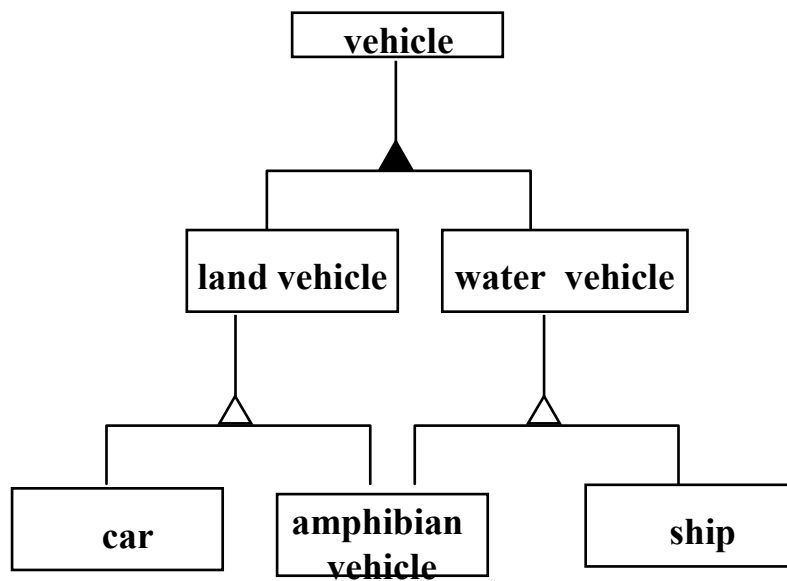 vehicle
land vehicle
water vehicle
car
amphibian
vehicle
ship